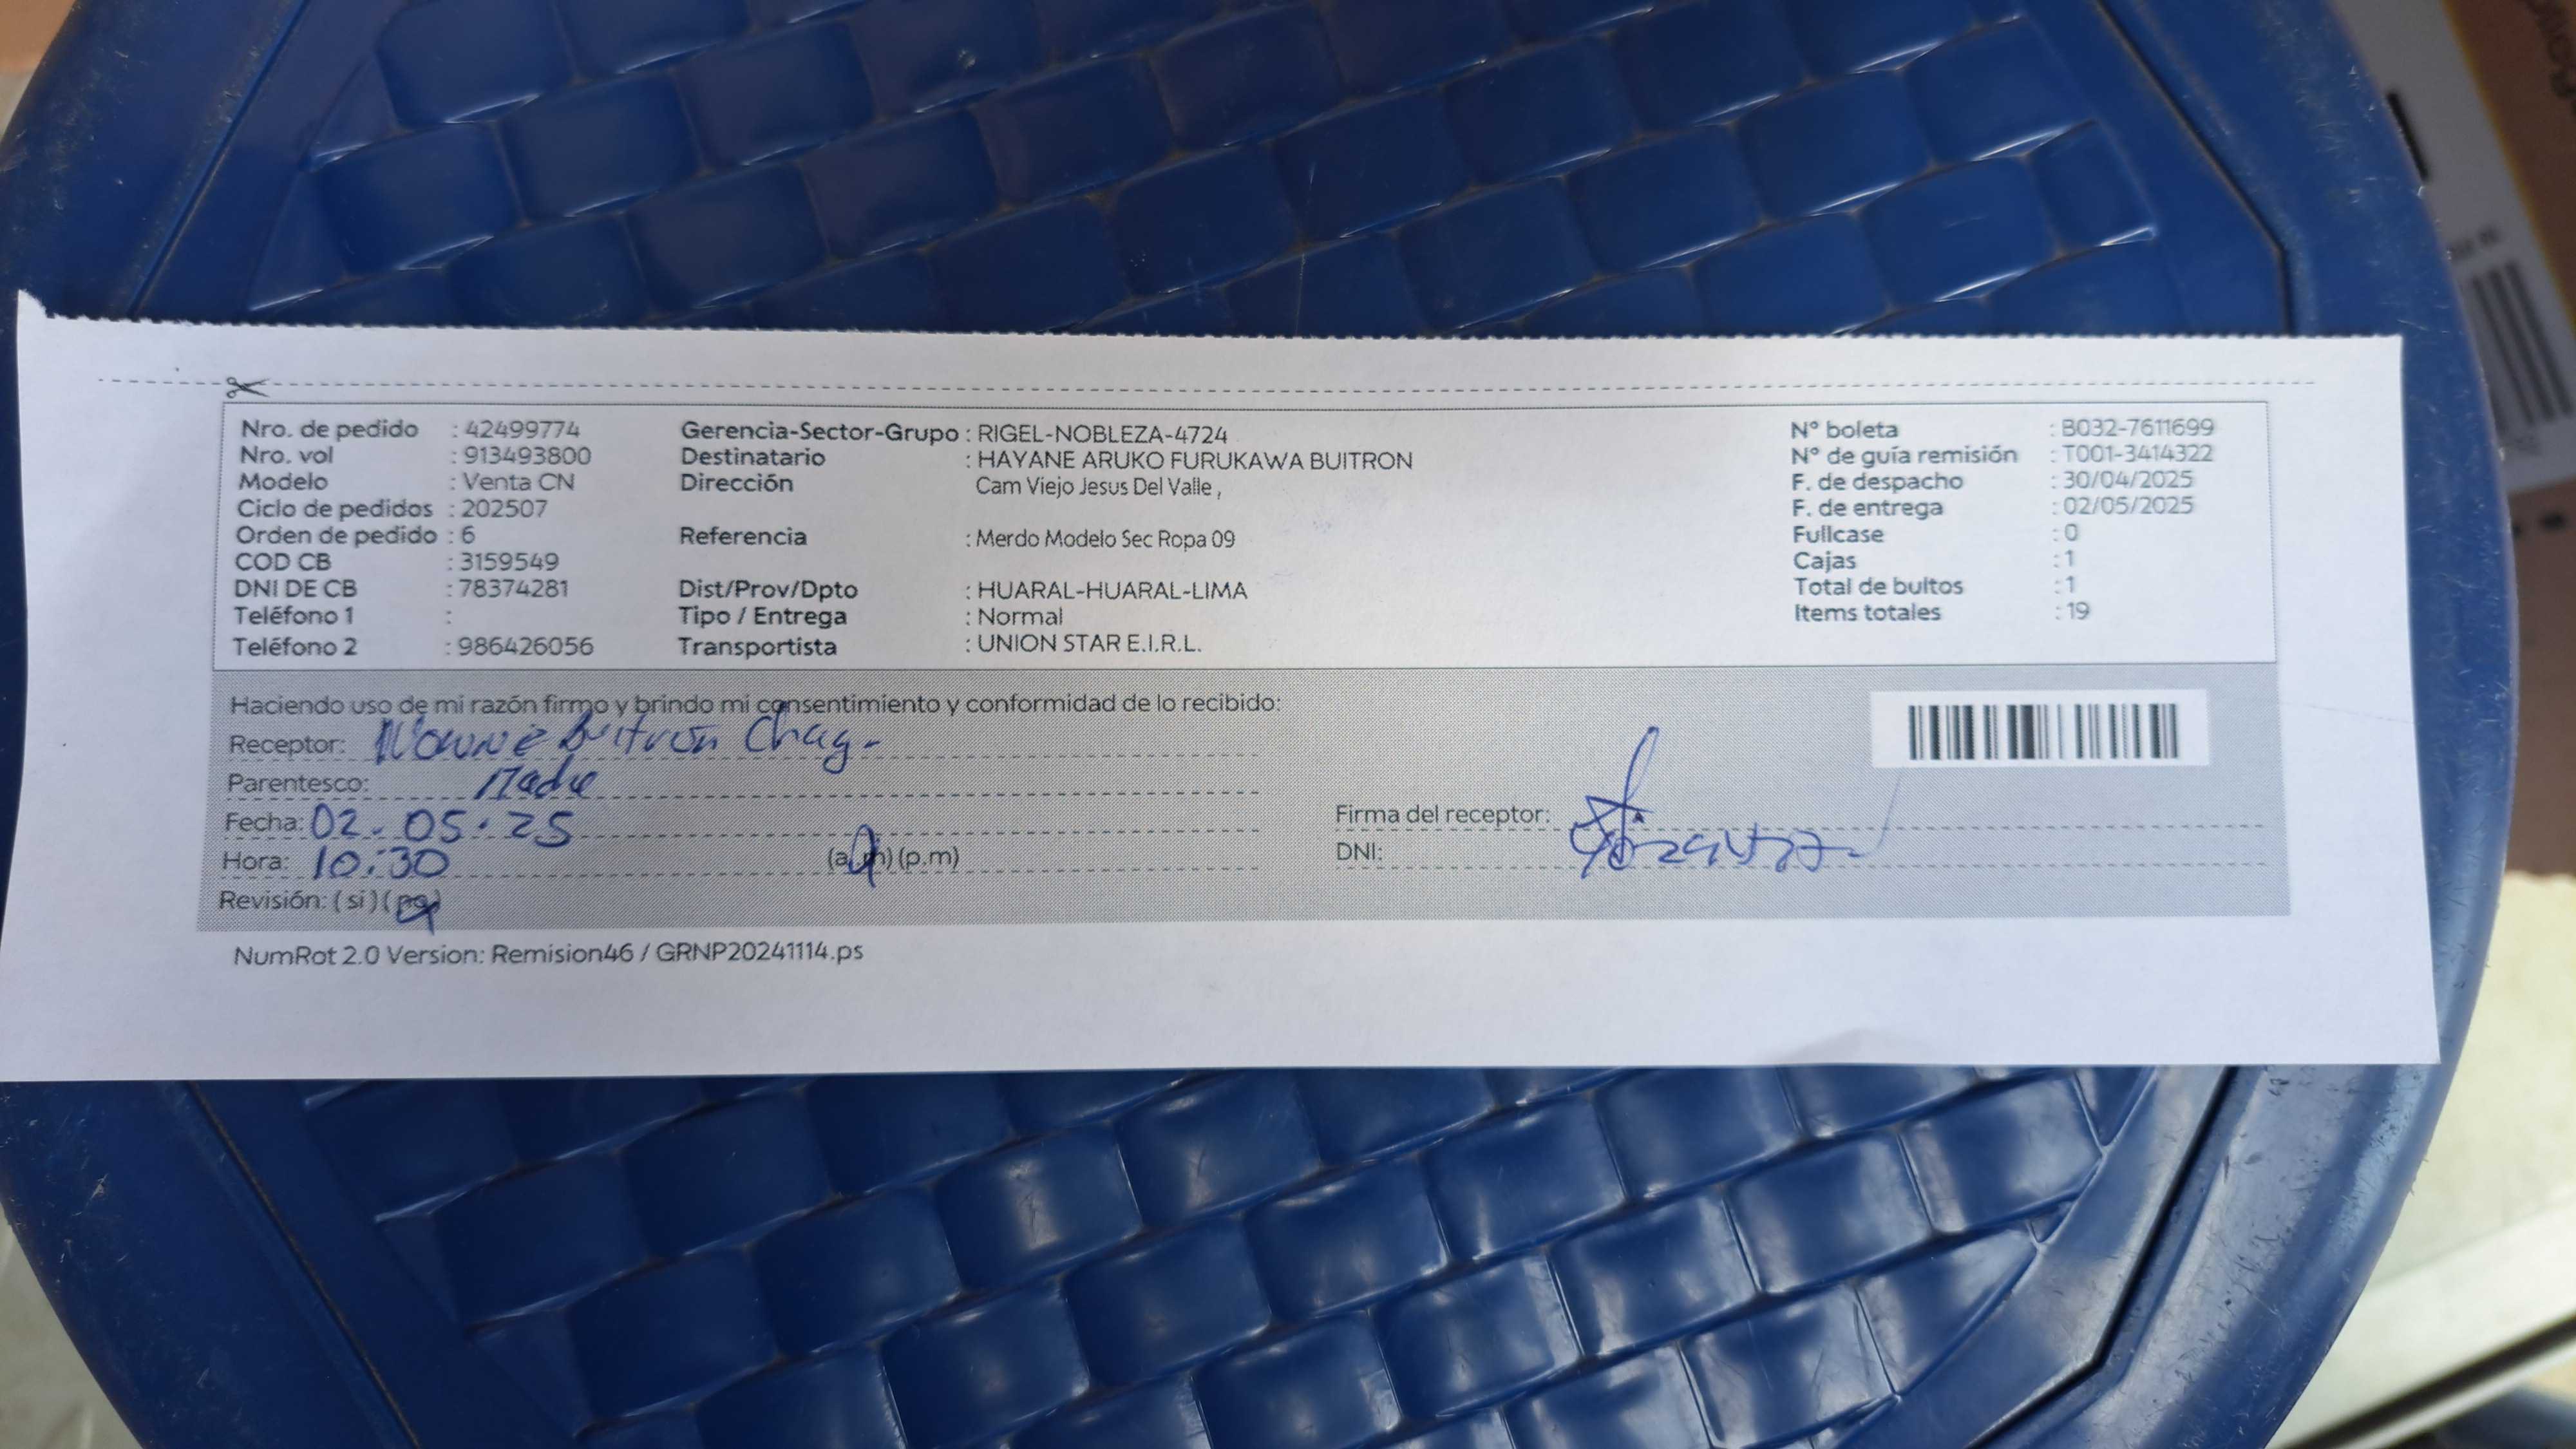 Nro. de pedido : 42499774
Nro. vol : 913493800
Modelo : Venta CN
Ciclo de pedidos : 202507
Orden de pedido : 6
COD CB : 3159549
DNI DE CB : 78374281
Teléfono 1 :
Teléfono 2 : 986426056
Gerencia-Sector-Grupo : RIGEL-NOBLEZA-4724
Destinatario : HAYANE ARUKO FURUKAWA BUITRON
Dirección Cam Viejo Jesus Del Valle ,
Referencia : Merdo Modelo Sec Ropa 09
Dist/Prov/Dpto : HUARAL-HUARAL-LIMA
Tipo / Entrega : Normal
Transportista : UNION STAR E.I.R.L.
Nº boleta : B032-7611699
Nº de guía remisión : T001-3414322
F. de despacho : 30/04/2025
F. de entrega : 02/05/2025
Fullcase : 0
Cajas : 1
Total de bultos : 1
Items totales : 19
Haciendo uso de mi razón firmo y brindo mi consentimiento y conformidad de lo recibido:
Receptor: Buitrón
Parentesco: Madre
Fecha: 02.05.25
Hora: 10:30 (a.m) (p.m)
Revisión: (si) (no)
Firma del receptor:
DNI:
NumRot 2.0 Version: Remision46 / GRNP20241114.ps